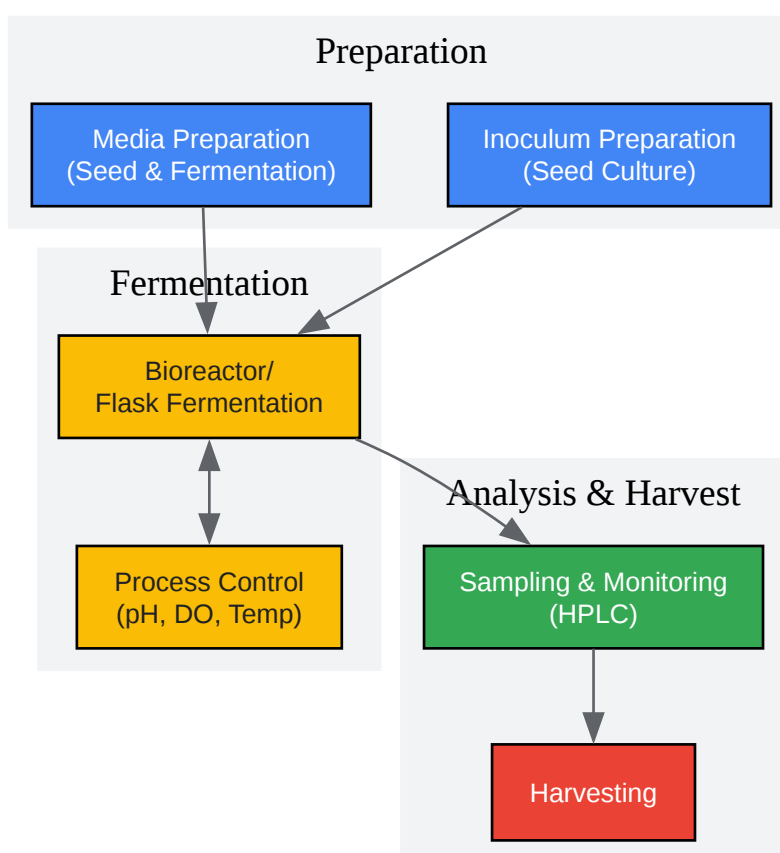 Preparation
Media Preparation
(Seed & Fermentation)
Inoculum Preparation
(Seed Culture)
Fermentation
Bioreactor/
Flask Fermentation
Process Control
(pH, DO, Temp)
Analysis & Harvest
Sampling & Monitoring
(HPLC)
Harvesting